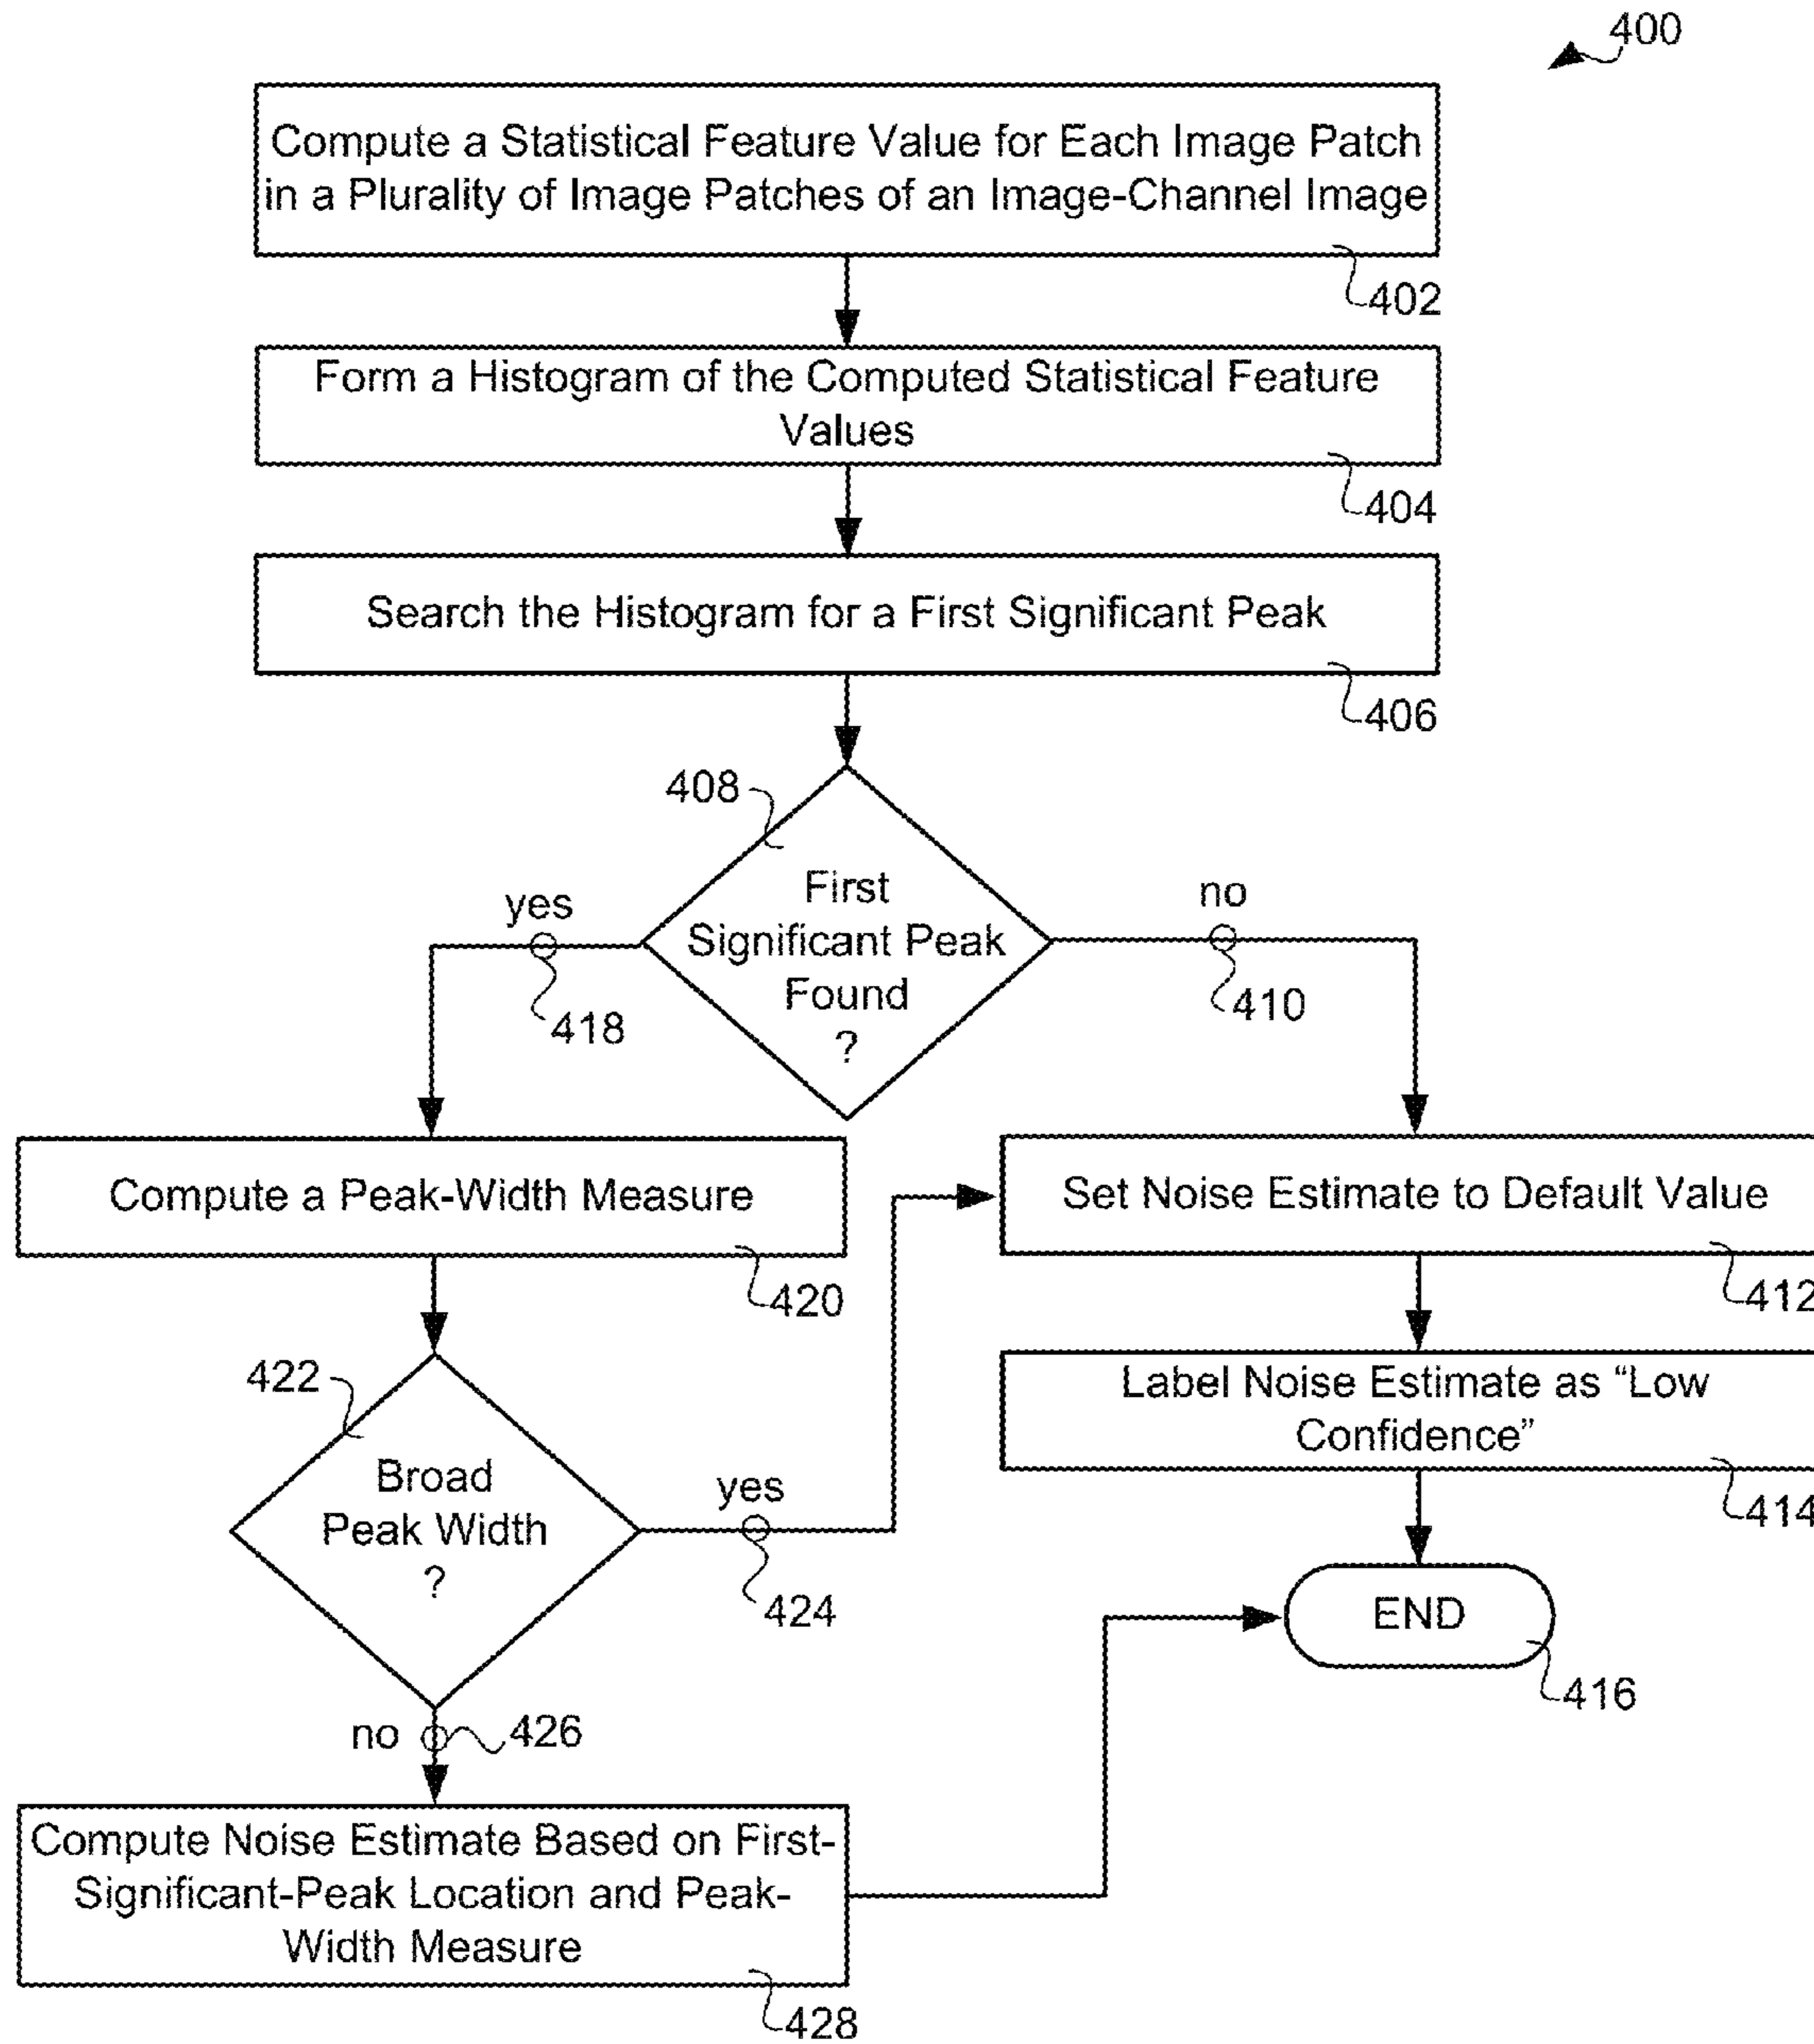 400
Compute a Statistical Feature Value for Each Image Patch
in a Plurality of Image Patches of an Image-Channel Image
402
Form a Histogram of the Computed Statistical Feature
Values
404
Search the Histogram for a First Significant Peak
406
408
First
Significant Peak
Found
?
yes
418
no
410
Compute a Peak-Width Measure
420
Set Noise Estimate to Default Value
412
Label Noise Estimate as “Low
Confidence”
414
422
Broad
Peak Width
?
yes
424
END
416
no
426
Compute Noise Estimate Based on First-
Significant-Peak Location and Peak-
Width Measure
428